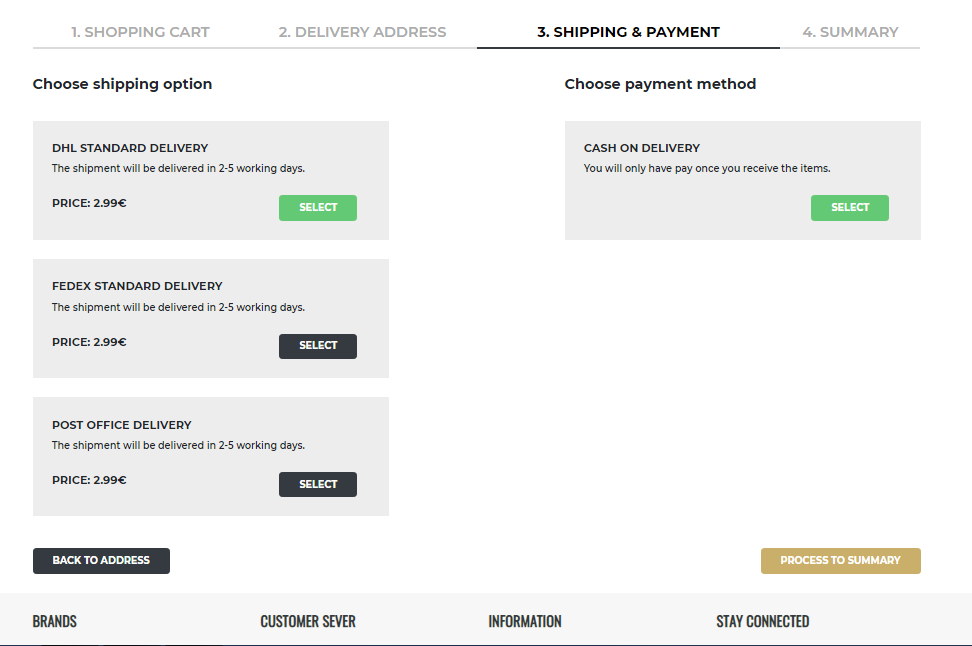 1. SHOPPING CART
2. DELIVERY ADDRESS
3. SHIPPING & PAYMENT
4. SUMMARY
Choose shipping option
DHL STANDARD DELIVERY
The shipment will be delivered in 2-5 working days.
PRICE: 2.99€
SELECT
FEDEX STANDARD DELIVERY
The shipment will be delivered in 2-5 working days.
PRICE: 2.99€
SELECT
POST OFFICE DELIVERY
The shipment will be delivered in 2-5 working days.
PRICE: 2.99€
SELECT
Choose payment method
CASH ON DELIVERY
You will only have pay once you receive the items.
SELECT
BACK TO ADDRESS
PROCESS TO SUMMARY
BRANDS
CUSTOMER SEVER
INFORMATION
STAY CONNECTED